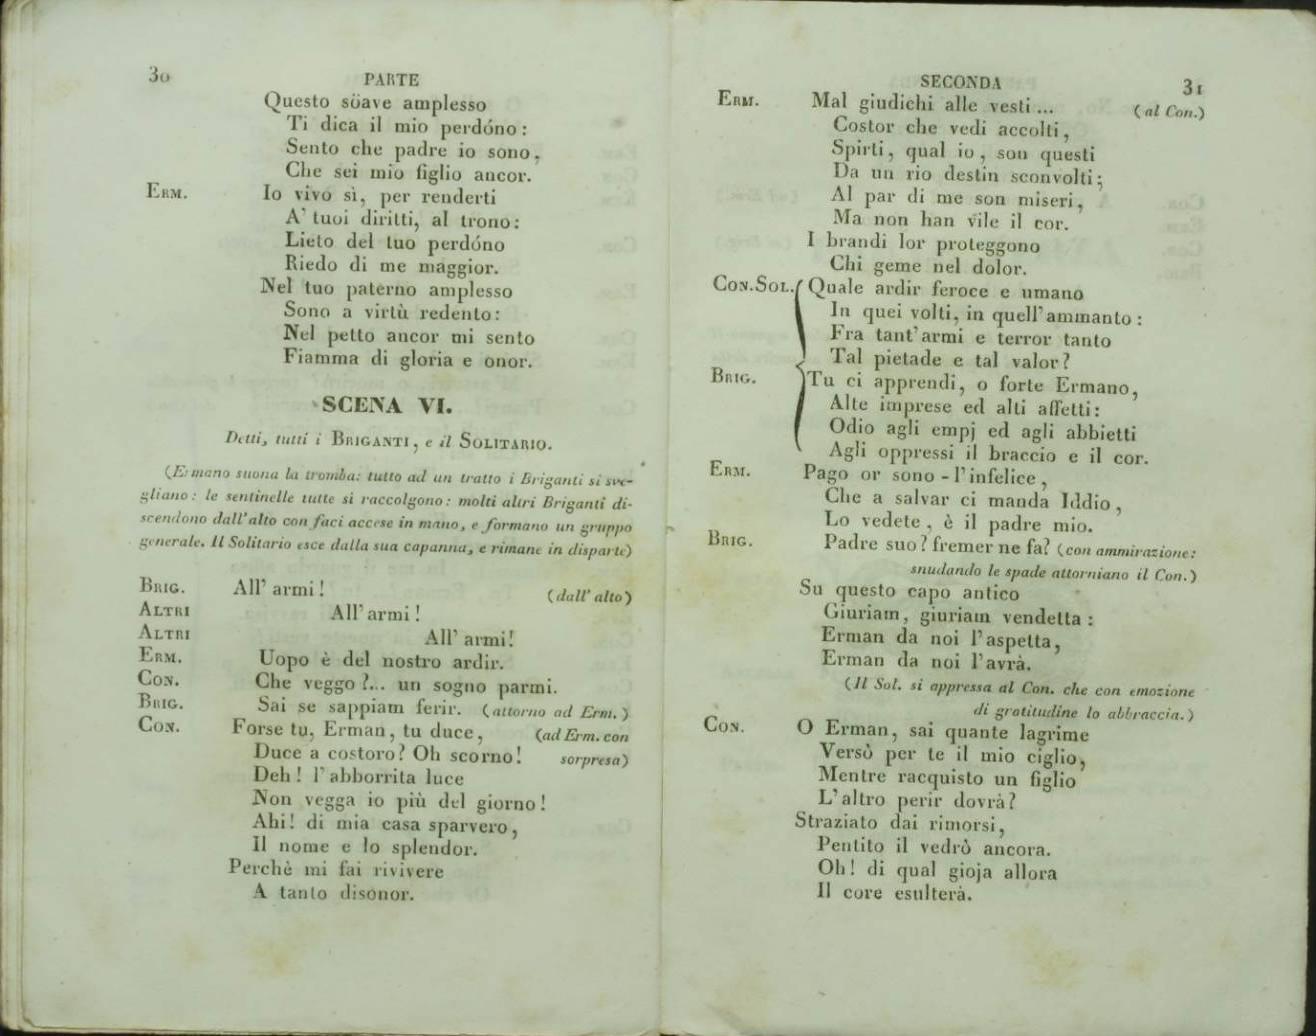 30
PARTE
Questo söave amplesso
Ti dica il mio perdóno:
Sento che padre io sono,
Che sei mio figlio ancor.
ERM. Io vivo sì, per renderti
A' tuoi diritti, al trono:
Lieto del tuo perdóno
Riedo di me maggior.
Nel tuo paterno amplesso
Sono a virtù redento:
Nel petto ancor mi sento
Fiamma di gloria e onor.
SCENA VI.
Detti, tutti i BRIGANTI, e il SOLITARIO.
(Ermano suona la tromba: tutto ad un tratto i Briganti si sve-
gliano: le sentinelle tutte si raccolgono: molti altri Briganti di-
scendono dall'alto con faci accese in mano, e formano un gruppo
generale. Il Solitario esce dalla sua capanna, e rimane in disparte)
BRIG. All' armi! (dall' alto)
ALTRI All' armi!
ALTRI All' armi!
ERM. Uopo è del nostro ardir.
CON. Che veggo?... un sogno parmi.
BRIG. Sai se sappiam ferir. (attorno ad Erm.)
CON. Forse tu, Erman, tu duce, (ad Erm. con
Duce a costoro? Oh scorno! sorpresa)
Deh! l'abborrita luce
Non vegga io più del giorno!
Ahi! di mia casa sparvero,
Il nome e lo splendor.
Perchè mi fai rivivere
A tanto disonor.
SECONDA
31
ERM. Mal giudichi alle vesti... (al Con.)
Costor che vedi accolti,
Spirti, qual io, son questi
Da un rio destin sconvolti;
Al par di me son miseri,
Ma non han vile il cor.
I brandi lor proteggono
Chi geme nel dolor.
CON. SOL. Quale ardir feroce e umano
In quei volti, in quell'ammanto:
Fra tant'armi e terror tanto
Tal pietade e tal valor?
BRIG. Tu ci apprendi, o forte Ermano,
Alte imprese ed alti affetti:
Odio agli empj ed agli abbietti
Agli oppressi il braccio e il cor.
ERM. Pago or sono - l'infelice,
Che a salvar ci manda Iddio,
Lo vedete, è il padre mio.
BRIG. Padre suo? fremer ne fa? (con ammirazione:
snudando le spade attorniano il Con.)
Su questo capo antico
Giuriam, giuriam vendetta:
Erman da noi l'aspetta,
Erman da noi l'avrà.
(Il Sol. si appressa al Con. che con emozione
di gratitudine lo abbraccia.)
CON. O Erman, sai quante lagrime
Versò per te il mio ciglio,
Mentre racquisto un figlio
L'altro perir dovrà?
Straziato dai rimorsi,
Pentito il vedrò ancora.
Oh! di qual gioja allora
Il core esulterà.